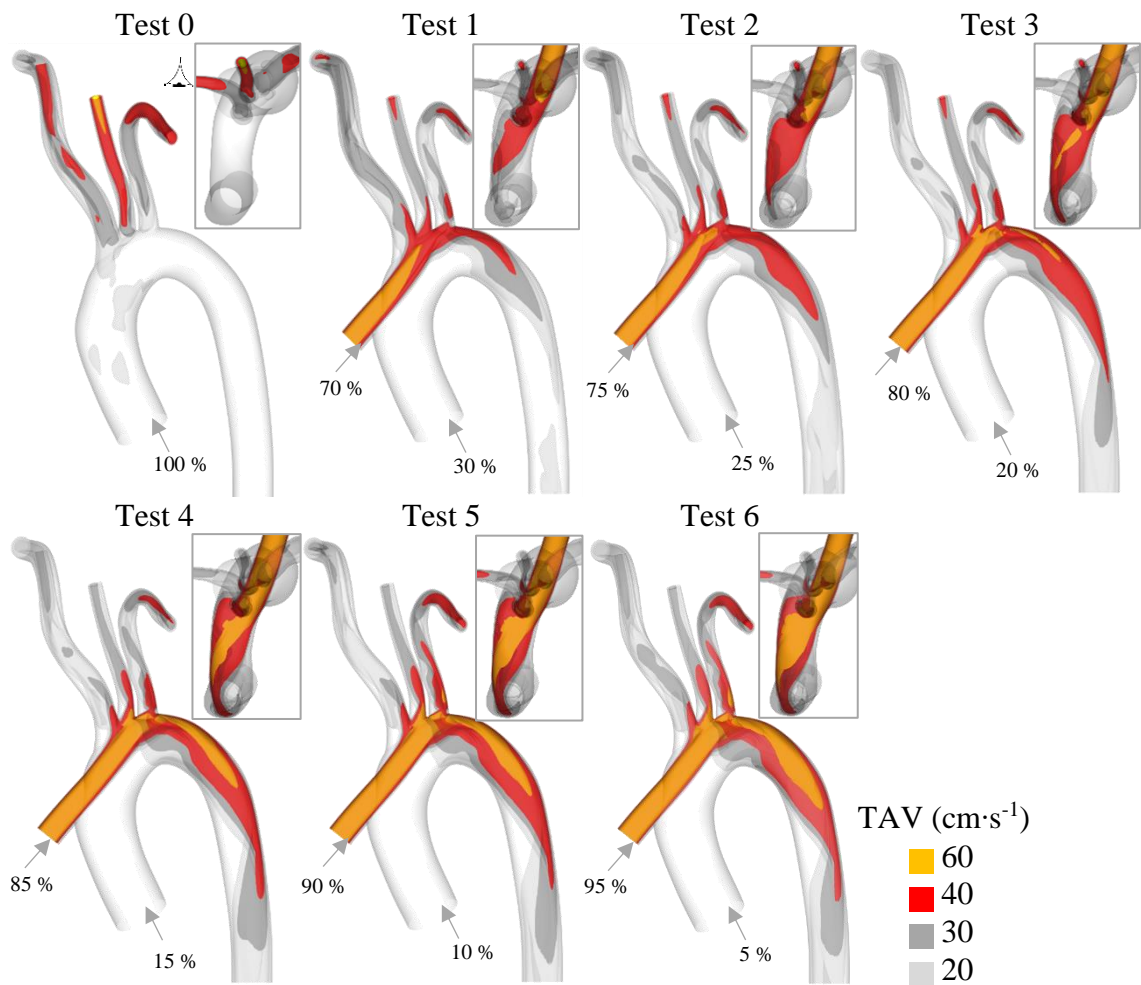 Test 0
Test 1
Test 2
Test 3
100 %
70 %
30 %
75 %
25 %
80 %
20 %
Test 4
Test 5
Test 6
85 %
15 %
90 %
10 %
95 %
5 %
TAV (cm·s⁻¹)
60
40
30
20